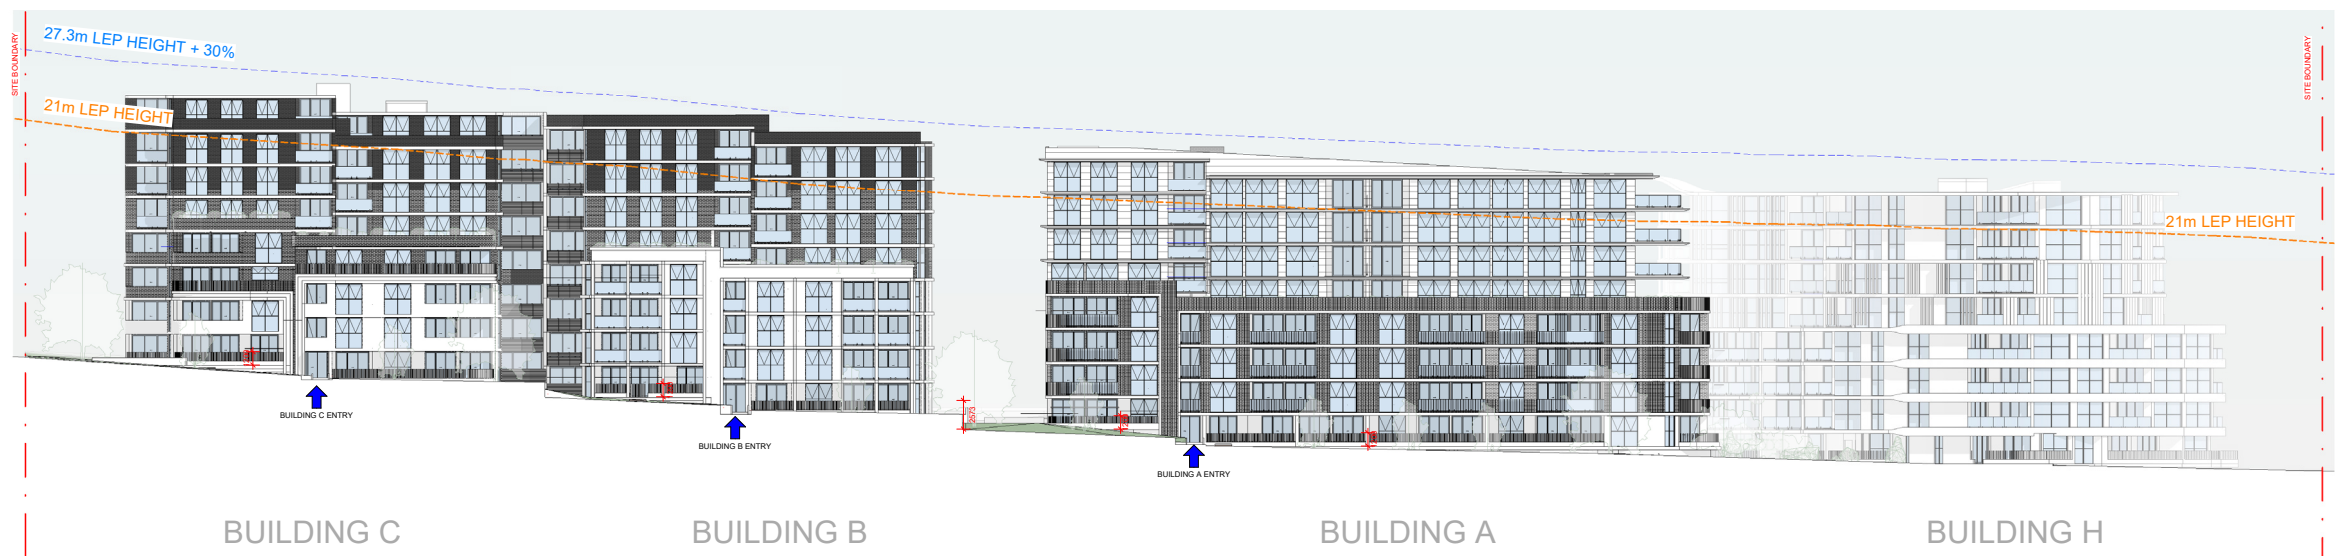 27.3m LEP HEIGHT + 30%
SITE BOUNDARY
SITE BOUNDARY
21m LEP HEIGHT
21m LEP HEIGHT
2573
BUILDING C ENTRY
BUILDING B ENTRY
BUILDING A ENTRY
BUILDING C
BUILDING B
BUILDING A
BUILDING H